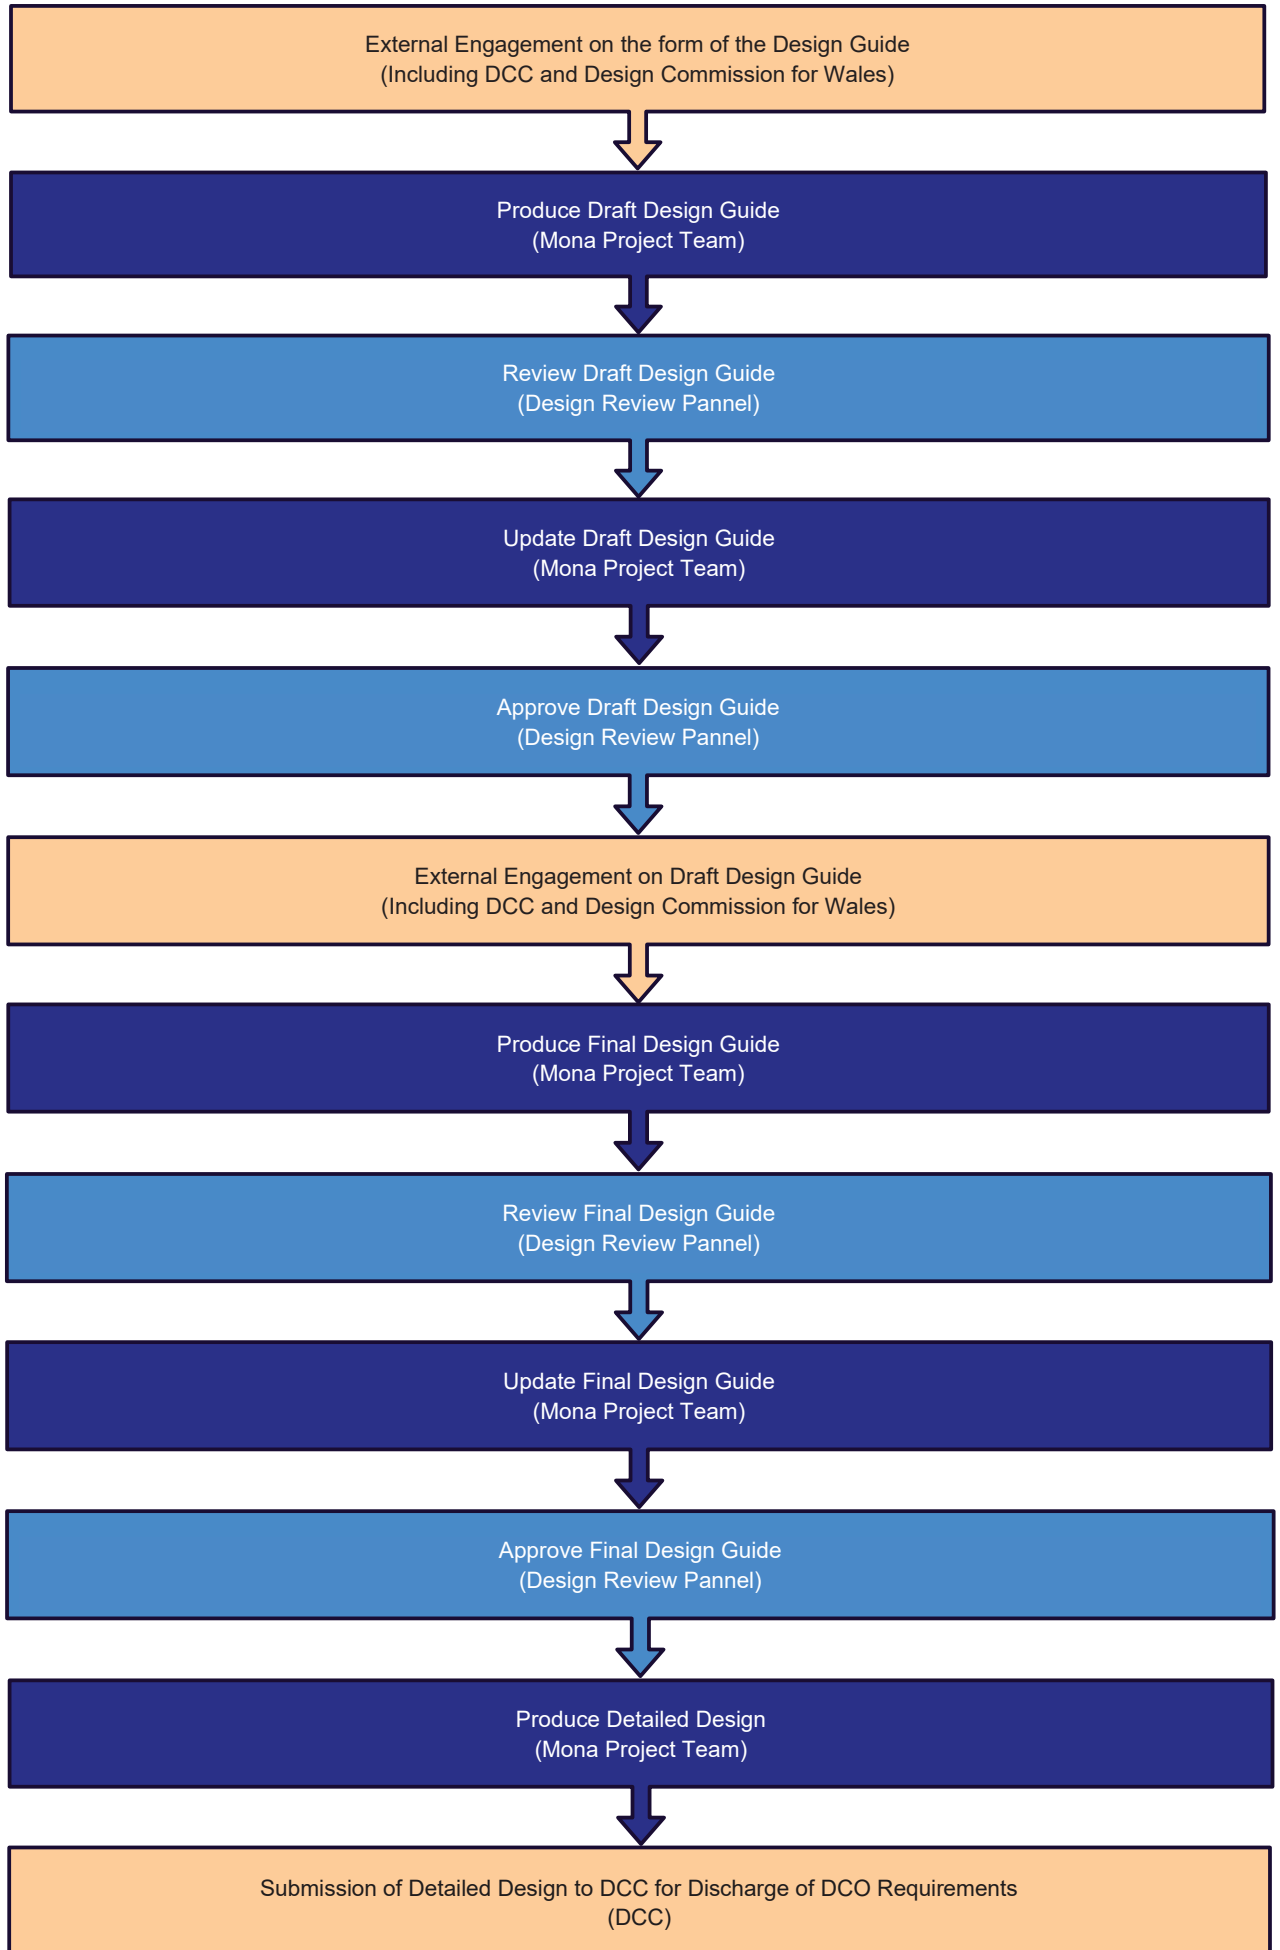 External Engagement on the form of the Design Guide
(Including DCC and Design Commission for Wales)
Produce Draft Design Guide
(Mona Project Team)
Review Draft Design Guide
(Design Review Pannel)
Update Draft Design Guide
(Mona Project Team)
Approve Draft Design Guide
(Design Review Pannel)
External Engagement on Draft Design Guide
(Including DCC and Design Commission for Wales)
Produce Final Design Guide
(Mona Project Team)
Review Final Design Guide
(Design Review Pannel)
Update Final Design Guide
(Mona Project Team)
Approve Final Design Guide
(Design Review Pannel)
Produce Detailed Design
(Mona Project Team)
Submission of Detailed Design to DCC for Discharge of DCO Requirements
(DCC)